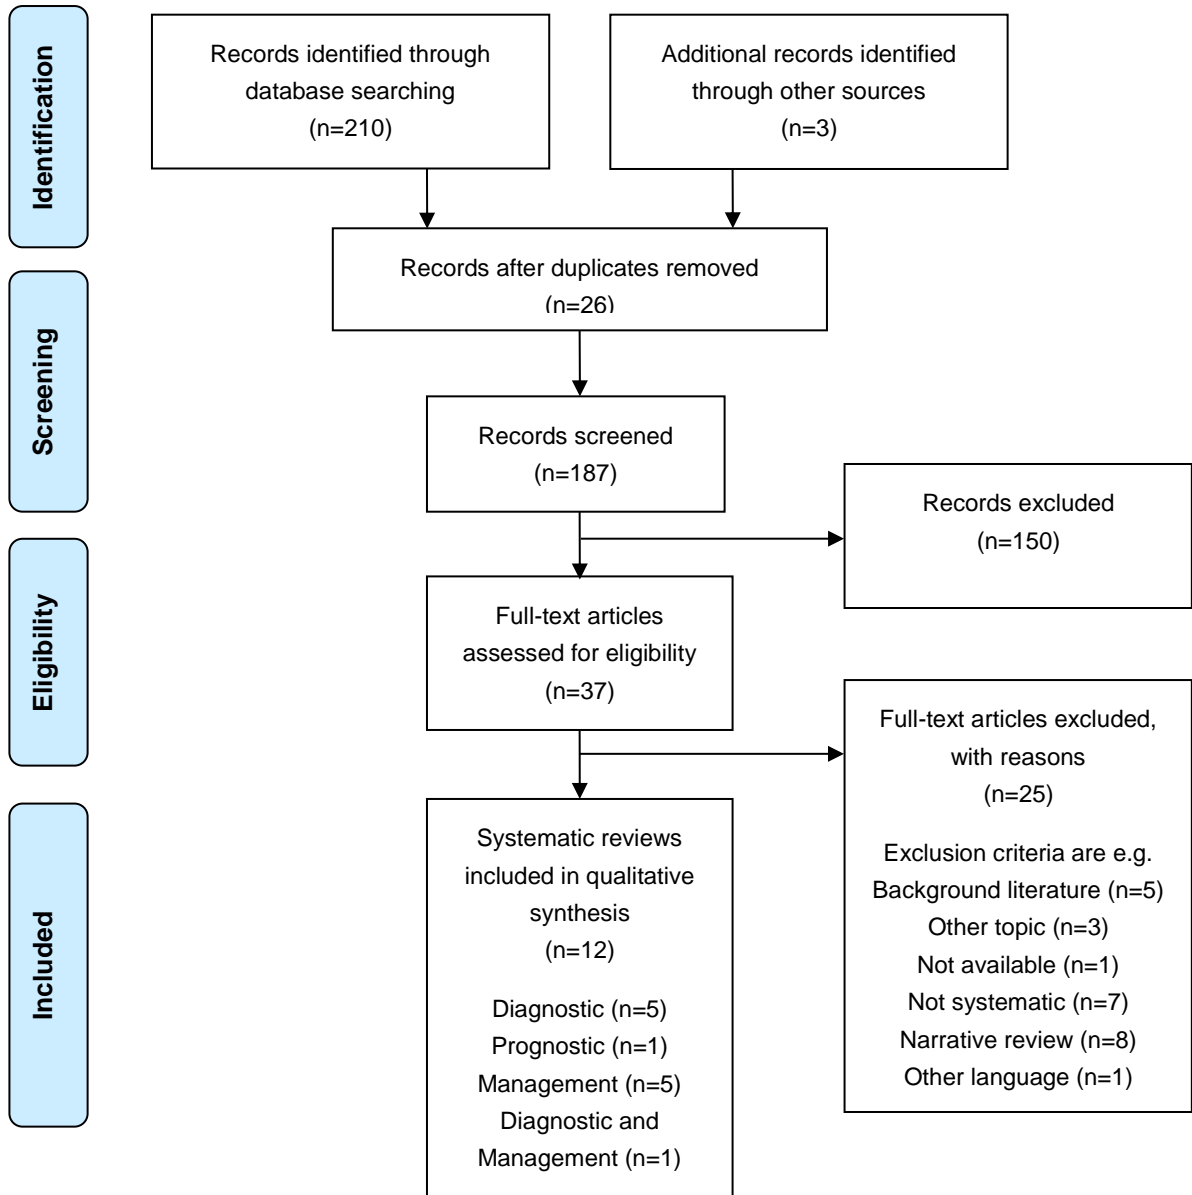 Identification
Records identified through
database searching
(n=210)
Additional records identified
through other sources
(n=3)
Records after duplicates removed
(n=26)
Screening
Records screened
(n=187)
Records excluded
(n=150)
Eligibility
Full-text articles
assessed for eligibility
(n=37)
Full-text articles excluded,
with reasons
(n=25)
Exclusion criteria are e.g.
Background literature (n=5)
Other topic (n=3)
Not available (n=1)
Not systematic (n=7)
Narrative review (n=8)
Other language (n=1)
Included
Systematic reviews
included in qualitative
synthesis
(n=12)
Diagnostic (n=5)
Prognostic (n=1)
Management (n=5)
Diagnostic and
Management (n=1)